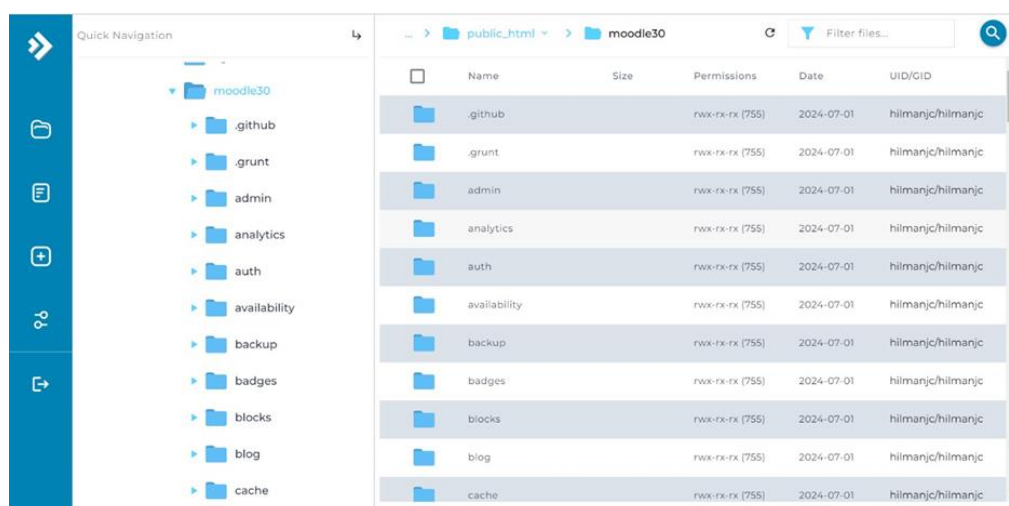 Quick Navigation
moodle30
.github
.grunt
admin
analytics
auth
availability
backup
badges
blocks
blog
cache
... > public_html > moodle30
Filter files...
Name Size Permissions Date UID/GID
.github rwx-rx-rx (755) 2024-07-01 hilmanjc/hilmanjc
.grunt rwx-rx-rx (755) 2024-07-01 hilmanjc/hilmanjc
admin rwx-rx-rx (755) 2024-07-01 hilmanjc/hilmanjc
analytics rwx-rx-rx (755) 2024-07-01 hilmanjc/hilmanjc
auth rwx-rx-rx (755) 2024-07-01 hilmanjc/hilmanjc
availability rwx-rx-rx (755) 2024-07-01 hilmanjc/hilmanjc
backup rwx-rx-rx (755) 2024-07-01 hilmanjc/hilmanjc
badges rwx-rx-rx (755) 2024-07-01 hilmanjc/hilmanjc
blocks rwx-rx-rx (755) 2024-07-01 hilmanjc/hilmanjc
blog rwx-rx-rx (755) 2024-07-01 hilmanjc/hilmanjc
cache rwx-rx-rx (755) 2024-07-01 hilmanjc/hilmanjc